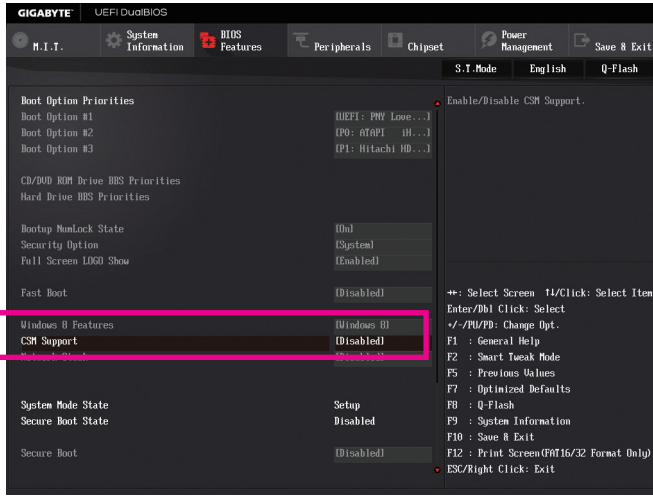 GIGABYTE™ UEFI DualBIOS
M.I.T. System Information BIOS Features Peripherals Chipset Power Management Save & Exit
S.T.Mode English Q-Flash
Boot Option Priorities
Boot Option #1 [UEFI: PNY Love...]
Boot Option #2 [P0: ATAPI iH...]
Boot Option #3 [P1: Hitachi HD...]
CD/DVD ROM Drive BBS Priorities
Hard Drive BBS Priorities
Bootup NumLock State [On]
Security Option [System]
Full Screen LOGO Show [Enabled]
Fast Boot [Disabled]
Windows 8 Features [Windows 8]
CSM Support [Disabled]
System Mode State Setup
Secure Boot State Disabled
Secure Boot [Disabled]
Enable/Disable CSM Support.
→←: Select Screen ↑↓/Click: Select Item
Enter/Dbl Click: Select
+/-/PU/PD: Change Opt.
F1 : General Help
F2 : Smart Tweak Mode
F5 : Previous Values
F7 : Optimized Defaults
F8 : Q-Flash
F9 : System Information
F10 : Save & Exit
F12 : Print Screen(FAT16/32 Format Only)
ESC/Right Click: Exit